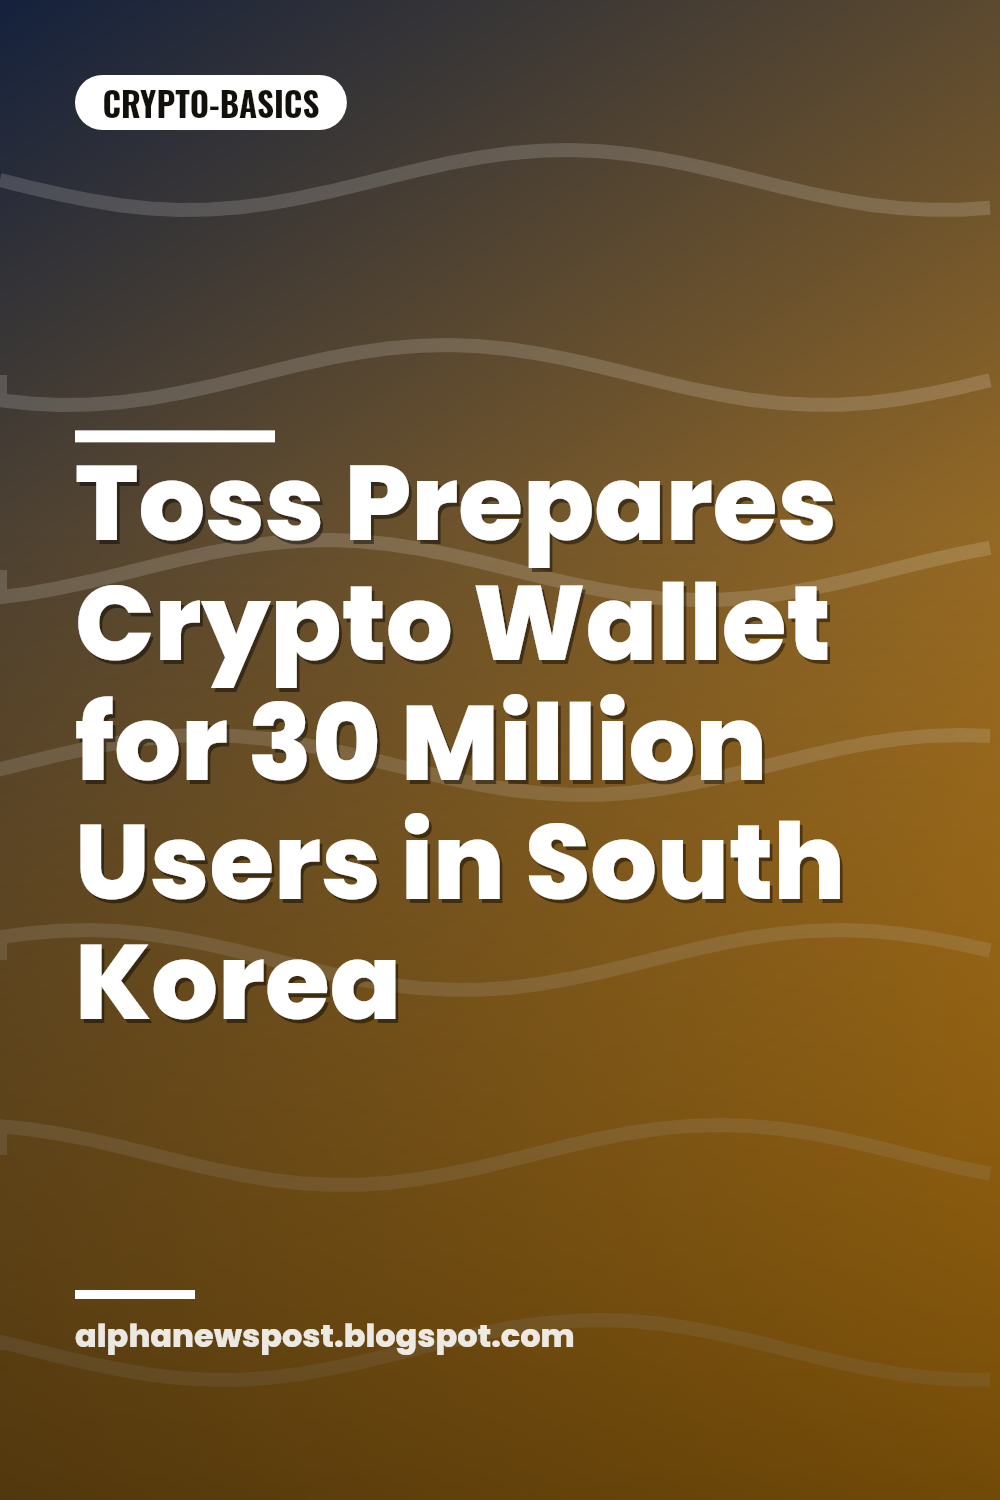 CRYPTO-BASICS
Toss Prepares
Crypto Wallet
for 30 Million
Users in South
Korea
alphanewspost.blogspot.com